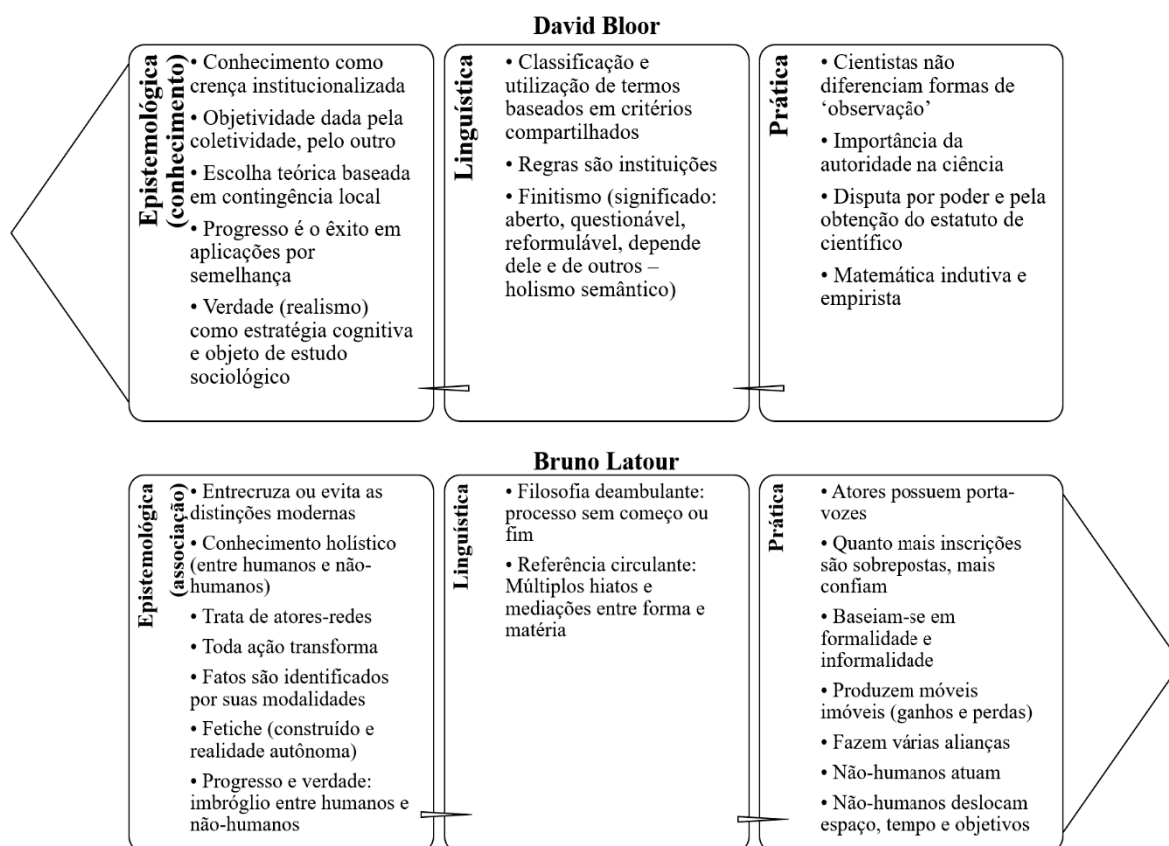 David Bloor
Epistemológica
(conhecimento)
• Conhecimento como
crença institucionalizada
• Objetividade dada pela
coletividade, pelo outro
• Escolha teórica baseada
em contingência local
• Progresso é o êxito em
aplicações por
semelhança
• Verdade (realismo)
como estratégia cognitiva
e objeto de estudo
sociológico
Linguística
• Classificação e
utilização de termos
baseados em critérios
compartilhados
• Regras são instituições
• Finitismo (significado:
aberto, questionável,
reformulável, depende
dele e de outros –
holismo semântico)
Prática
• Cientistas não
diferenciam formas de
‘observação’
• Importância da
autoridade na ciência
• Disputa por poder e pela
obtenção do estatuto de
científico
• Matemática indutiva e
empirista
Bruno Latour
Epistemológica
(associação)
• Entrecruza ou evita as
distinções modernas
• Conhecimento holístico
(entre humanos e não-
humanos)
• Trata de atores-redes
• Toda ação transforma
• Fatos são identificados
por suas modalidades
• Fetiche (construído e
realidade autônoma)
• Progresso e verdade:
imbróglio entre humanos e
não-humanos
Linguística
• Filosofia deambulante:
processo sem começo ou
fim
• Referência circulante:
Múltiplos hiatos e
mediações entre forma e
matéria
Prática
• Atores possuem porta-
vozes
• Quanto mais inscrições
são sobrepostas, mais
confiam
• Baseiam-se em
formalidade e
informalidade
• Produzem móveis
imóveis (ganhos e perdas)
• Fazem várias alianças
• Não-humanos atuam
• Não-humanos deslocam
espaço, tempo e objetivos